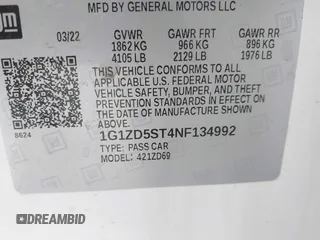 MFD BY GENERAL MOTORS LLC
gm
03/22 GVWR GAWR FRT GAWR RR
1862 KG 966 KG 896 KG
4105 LB 2129 LB 1976 LB
THIS VEHICLE CONFORMS TO ALL
APPLICABLE U.S. FEDERAL MOTOR
VEHICLE SAFETY, BUMPER, AND
THEFT PREVENTION STANDARDS
IN EFFECT ON THE DATE OF
MANUFACTURE SHOWN ABOVE.
8624
1G1ZD5ST4NF134992
TYPE: PASS CAR
MODEL: 421ZD69
DREAMBID